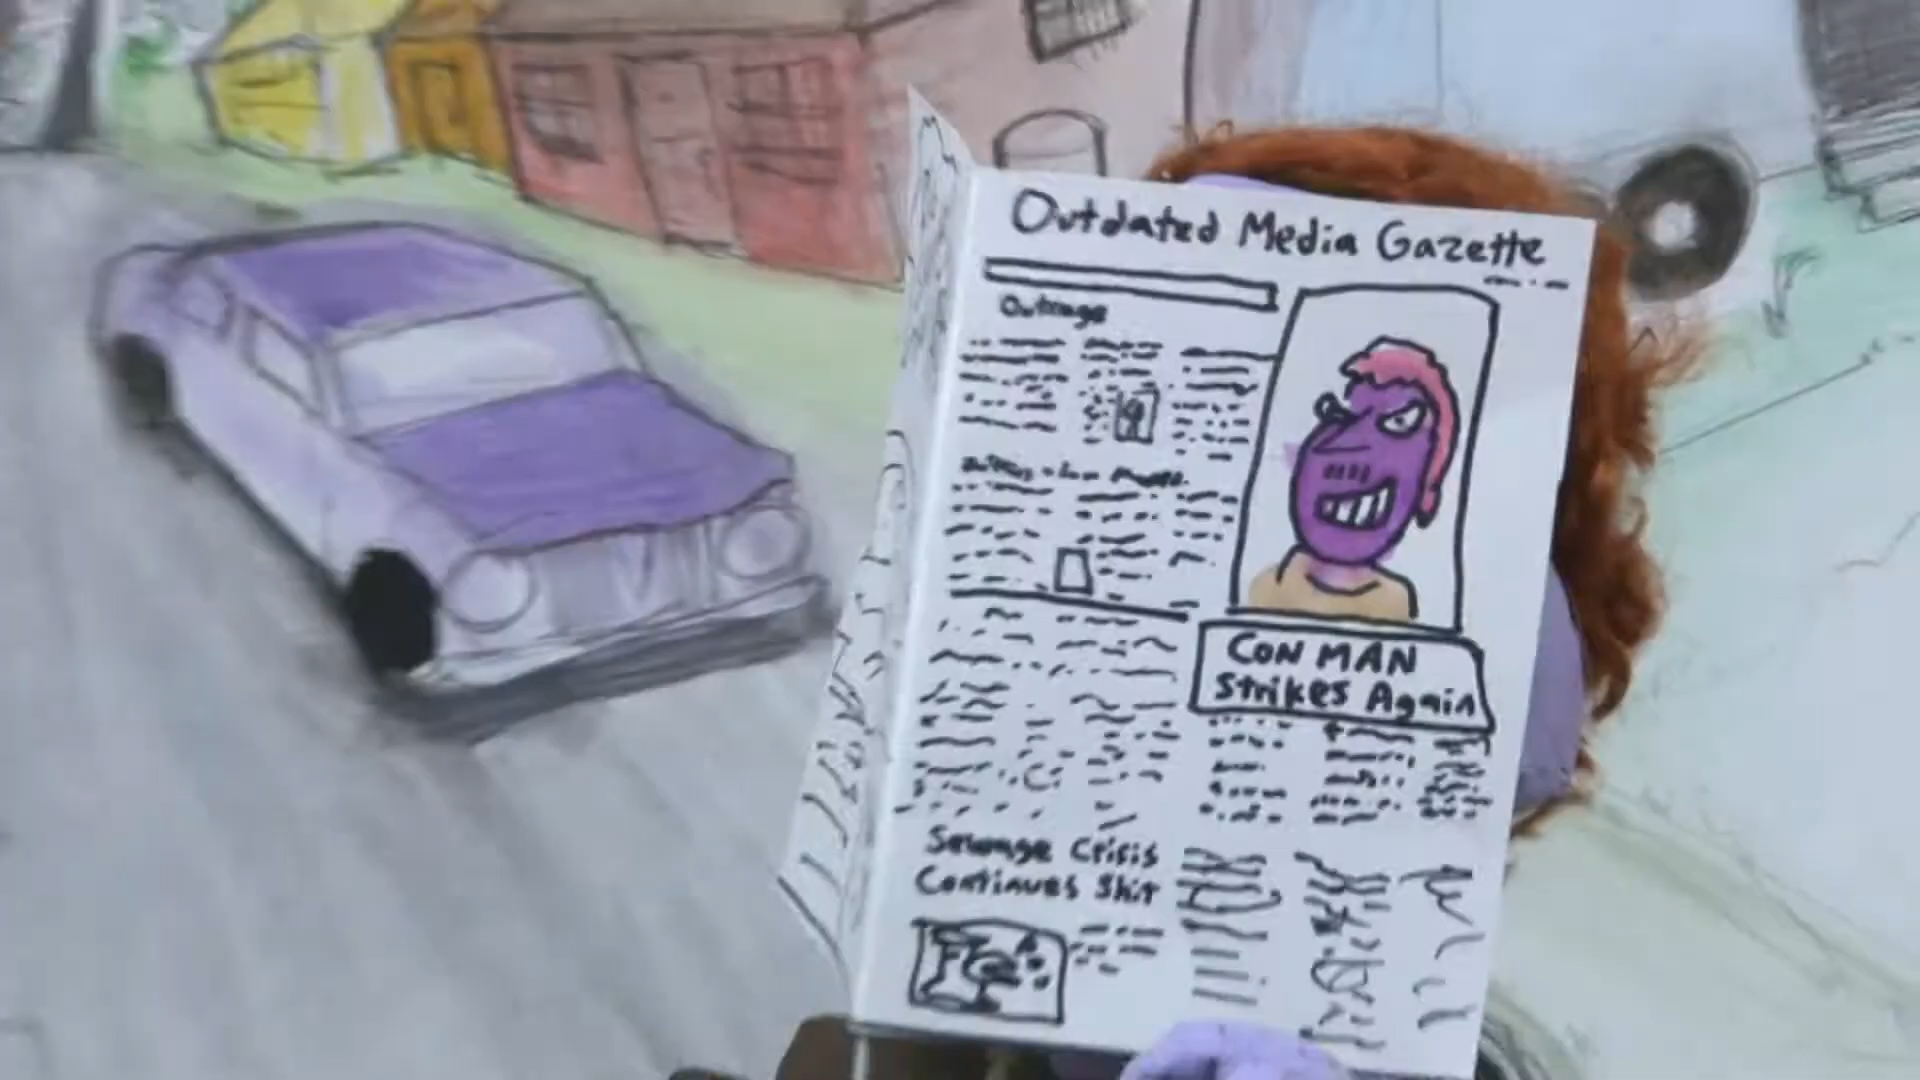 Outdated Media Gazette
Outrage
CON MAN
Strikes Again
Sewage Crisis
Continues Shit